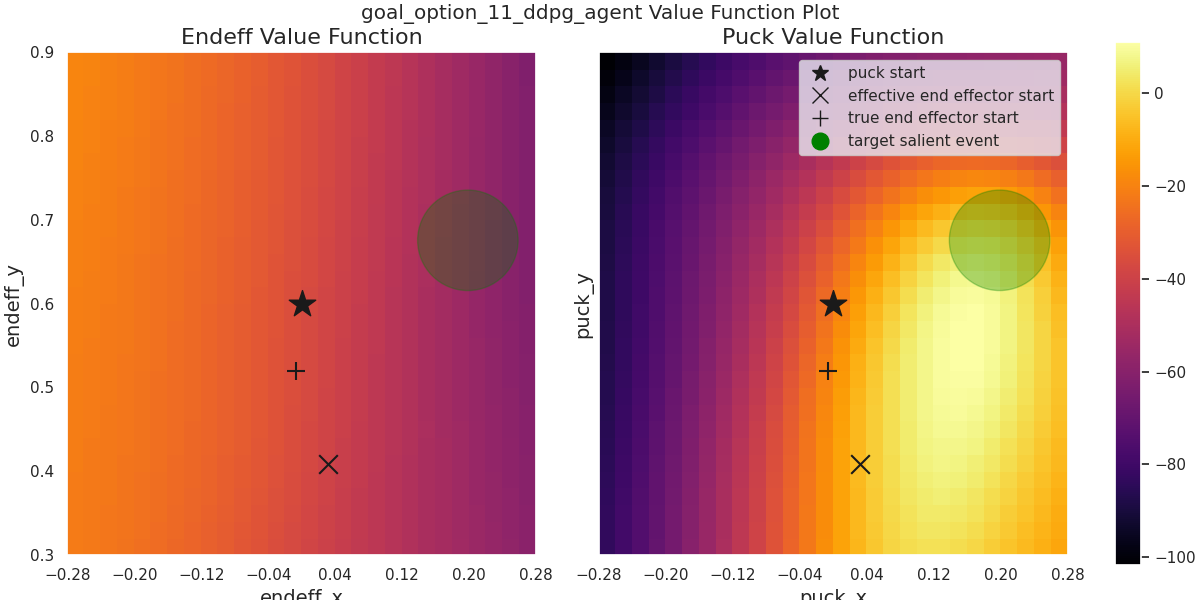 goal_option_11_ddpg_agent Value Function Plot
Endeff Value Function
Puck Value Function
puck start
effective end effector start
true end effector start
target salient event
endeff_y
0.9
0.8
0.7
0.6
0.5
0.4
0.3
−0.28 −0.20 −0.12 −0.04 0.04 0.12 0.20 0.28
endeff_x
puck_y
−0.28 −0.20 −0.12 −0.04 0.04 0.12 0.20 0.28
puck_x
0
−20
−40
−60
−80
−100